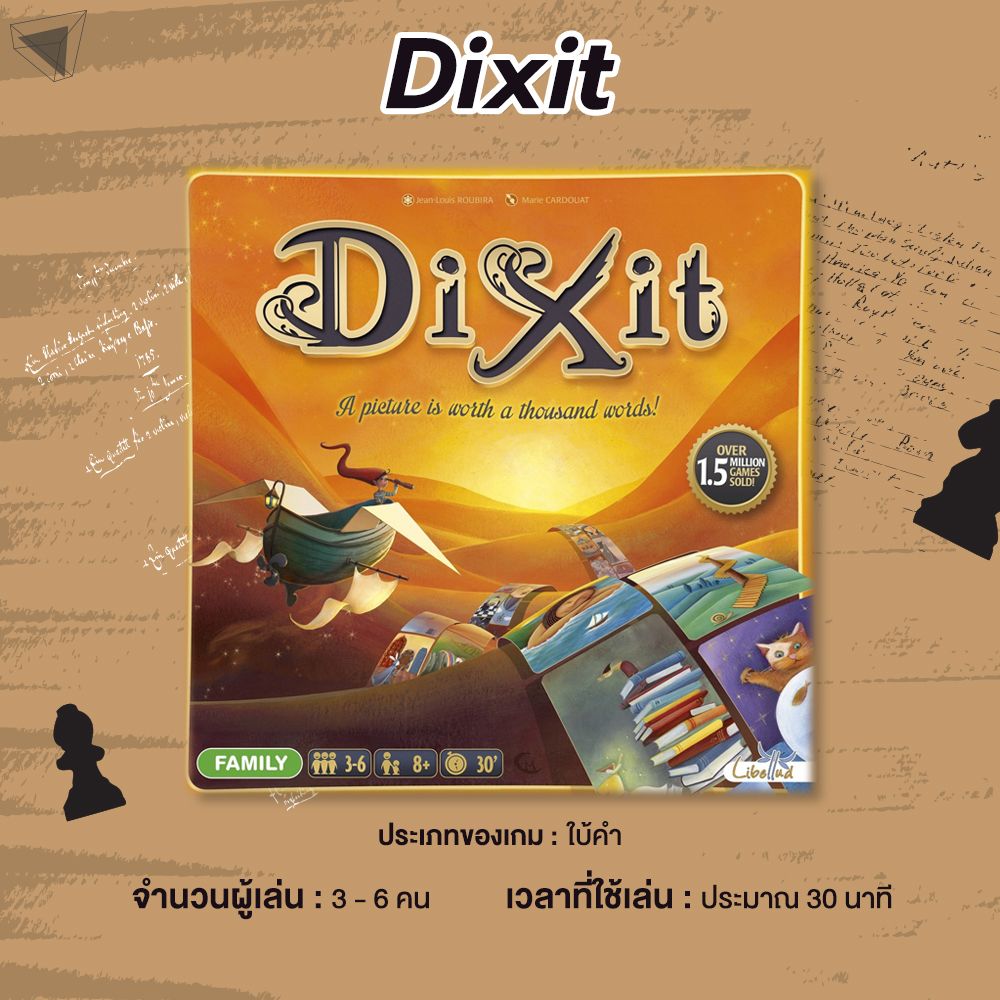 Dixit
Jean-Louis ROUBIRA Marie CARDOUAT
DiXit
A picture is worth a thousand words!
OVER
1.5 MILLION
GAMES
SOLD!
FAMILY 3-6 8+ 30'
Libellud
ประเภทของเกม : ใบ้คำ
จำนวนผู้เล่น : 3 - 6 คน เวลาที่ใช้เล่น : ประมาณ 30 นาที